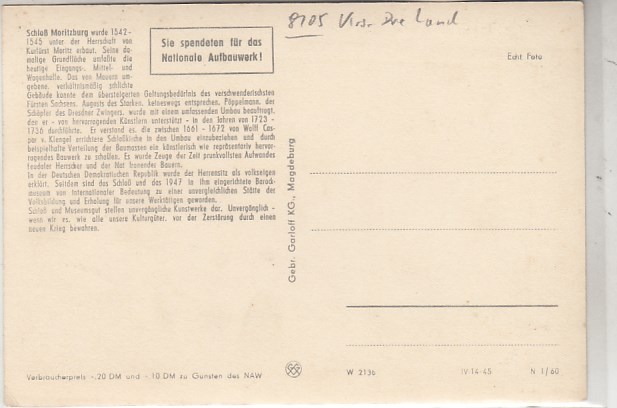 8105 Krs. Dre Land
Schloß Moritzburg wurde 1542-
1545 unter der Herrschaft von
Kurfürst Moritz erbaut. Seine da-
malige Grundfläche umfaßte die
heutige Eingangs-, Mittel- und
Wagenhalle. Das von Mauern um-
gebene, verhältnismäßig schlichte
Gebäude konnte dem übersteigerten Geltungsbedürfnis des verschwenderischsten
Fürsten Sachsens, Augusts des Starken, keineswegs entsprechen. Pöppelmann, der
Schöpfer des Dresdner Zwingers, wurde mit einem umfassenden Umbau beauftragt,
den er - von hervorragenden Künstlern unterstützt - in den Jahren von 1723 -
1736 durchführte. Er verstand es, die zwischen 1661 - 1672 von Wolff Cas-
par v. Klengel errichtete Schloßkirche in den Umbau einzubeziehen und durch
beispielhafte Verteilung der Baumassen ein künstlerisch wie repräsentativ hervor-
ragendes Bauwerk zu schaffen. Es wurde Zeuge der Zeit prunkvollsten Aufwandes
feudaler Herrscher und der Not fronender Bauern.
In der Deutschen Demokratischen Republik wurde der Herrensitz als volkseigen
erklärt. Seitdem sind das Schloß und das 1947 in ihm eingerichtete Barock-
museum von internationaler Bedeutung zu einer unvergleichlichen Stätte der
Volksbildung und Erholung für unsere Werktätigen geworden.
Schloß und Museumsgut stellen unvergängliche Kunstwerke dar. Unvergänglich -
wenn wir es, wie alle unsere Kulturgüter, vor der Zerstörung durch einen
neuen Krieg bewahren.
Sie spendeten für das
Nationale Aufbauwerk!
Echt Foto
Gebr. Garloff KG., Magdeburg
Verbraucherpreis -,20 DM und -,10 DM zu Gunsten des NAW
W 2136
IV-14-45
N 1/60